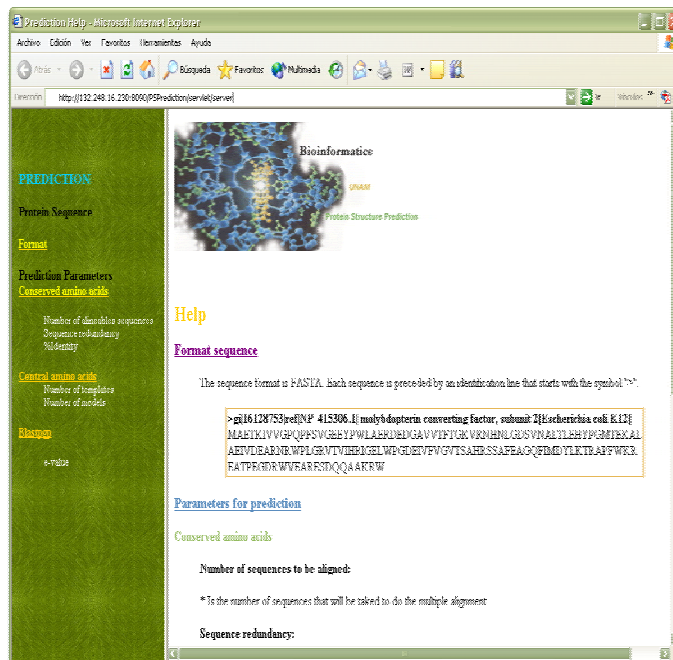 Prediction Help - Microsoft Internet Explorer
Archivo Edición Ver Favoritos Herramientas Ayuda
Atrás Búsqueda Favoritos Multimedia
Dirección http://132.248.16.230:8090/PSPrediction/servlet/server Ir Vínculos
PREDICTION
Protein Sequence
Format
Prediction Parameters
Conserved amino acids
Number of alineables sequences
Sequence redundancy
%Identity
Central amino acids
Number of templates
Number of models
e-value
Bioinformatics
UNAM
Protein Structure Prediction
Help
Format sequence
The sequence format is FASTA. Each sequence is preceded by an identification line that starts with the symbol ">".
>gi|16128753|ref|NP_415306.1| molybdopterin converting factor, subunit 2[Escherichia coli K12]
EATPEGDRWVEARESDQQAAKRW
Parameters for prediction
Conserved amino acids
Number of sequences to be aligned:
* Is the number of sequences that will be taked to do the multiple alignment
Sequence redundancy: